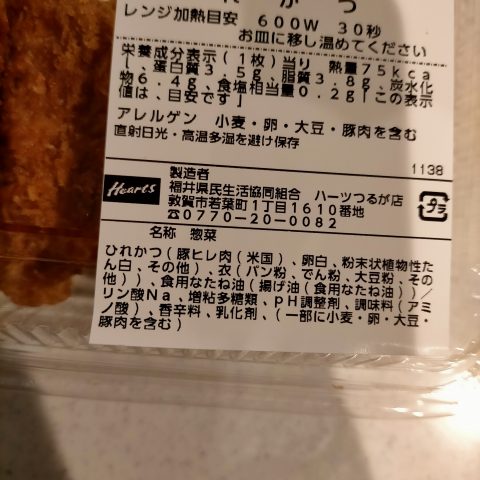 かつ
レンジ加熱目安 600W 30秒
お皿に移し温めてください
栄養成分表示(1枚)当り 熱量75kca
l、蛋白質3.5g、脂質3.8g、炭水化
物6.4g、食塩相当量0.2g「この表示
値は、目安です」
アレルゲン 小麦・卵・大豆・豚肉を含む
直射日光・高温多湿を避け保存
1138
Hearts
製造者
福井県民生活協同組合 ハーツつるが店
敦賀市若葉町1丁目1610番地
☎0770-20-0082
プラ
名称 惣菜
ひれかつ(豚ヒレ肉(米国)、卵白、粉末状植物性た
ん白、その他)、衣(パン粉、でん粉、大豆粉、その
他))、食用なたね油(揚げ油(食用なたね油))/
リン酸Na、増粘多糖類、pH調整剤、調味料(アミ
ノ酸)、香辛料、乳化剤、(一部に小麦・卵・大豆・
豚肉を含む)